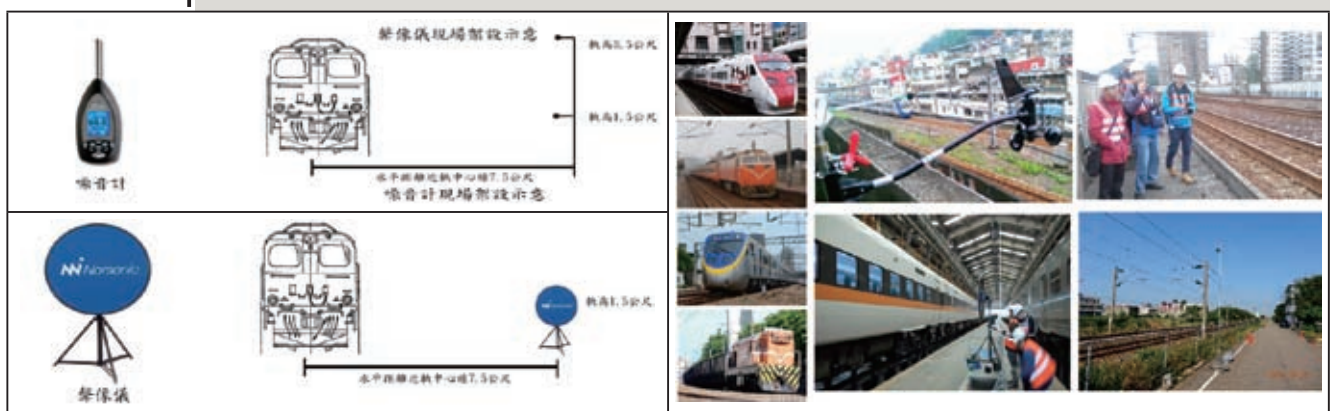 聲像儀現場架設示意
軌高3.5公尺
軌高1.5公尺
噪音計
水平距離近軌中心線7.5公尺
噪音計現場架設示意
Norsonic
軌高1.5公尺
水平距離近軌中心線7.5公尺
聲像儀